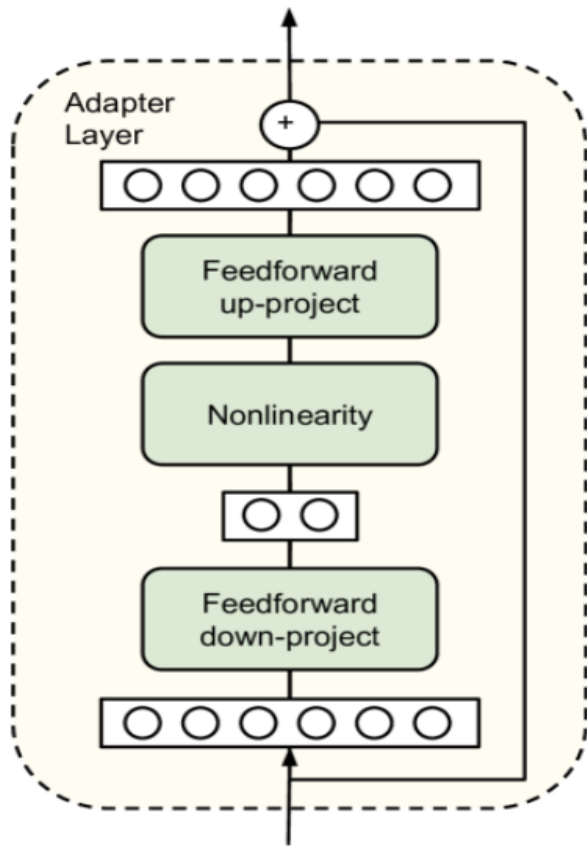 Adapter
Layer
+
Feedforward
up-project
Nonlinearity
Feedforward
down-project